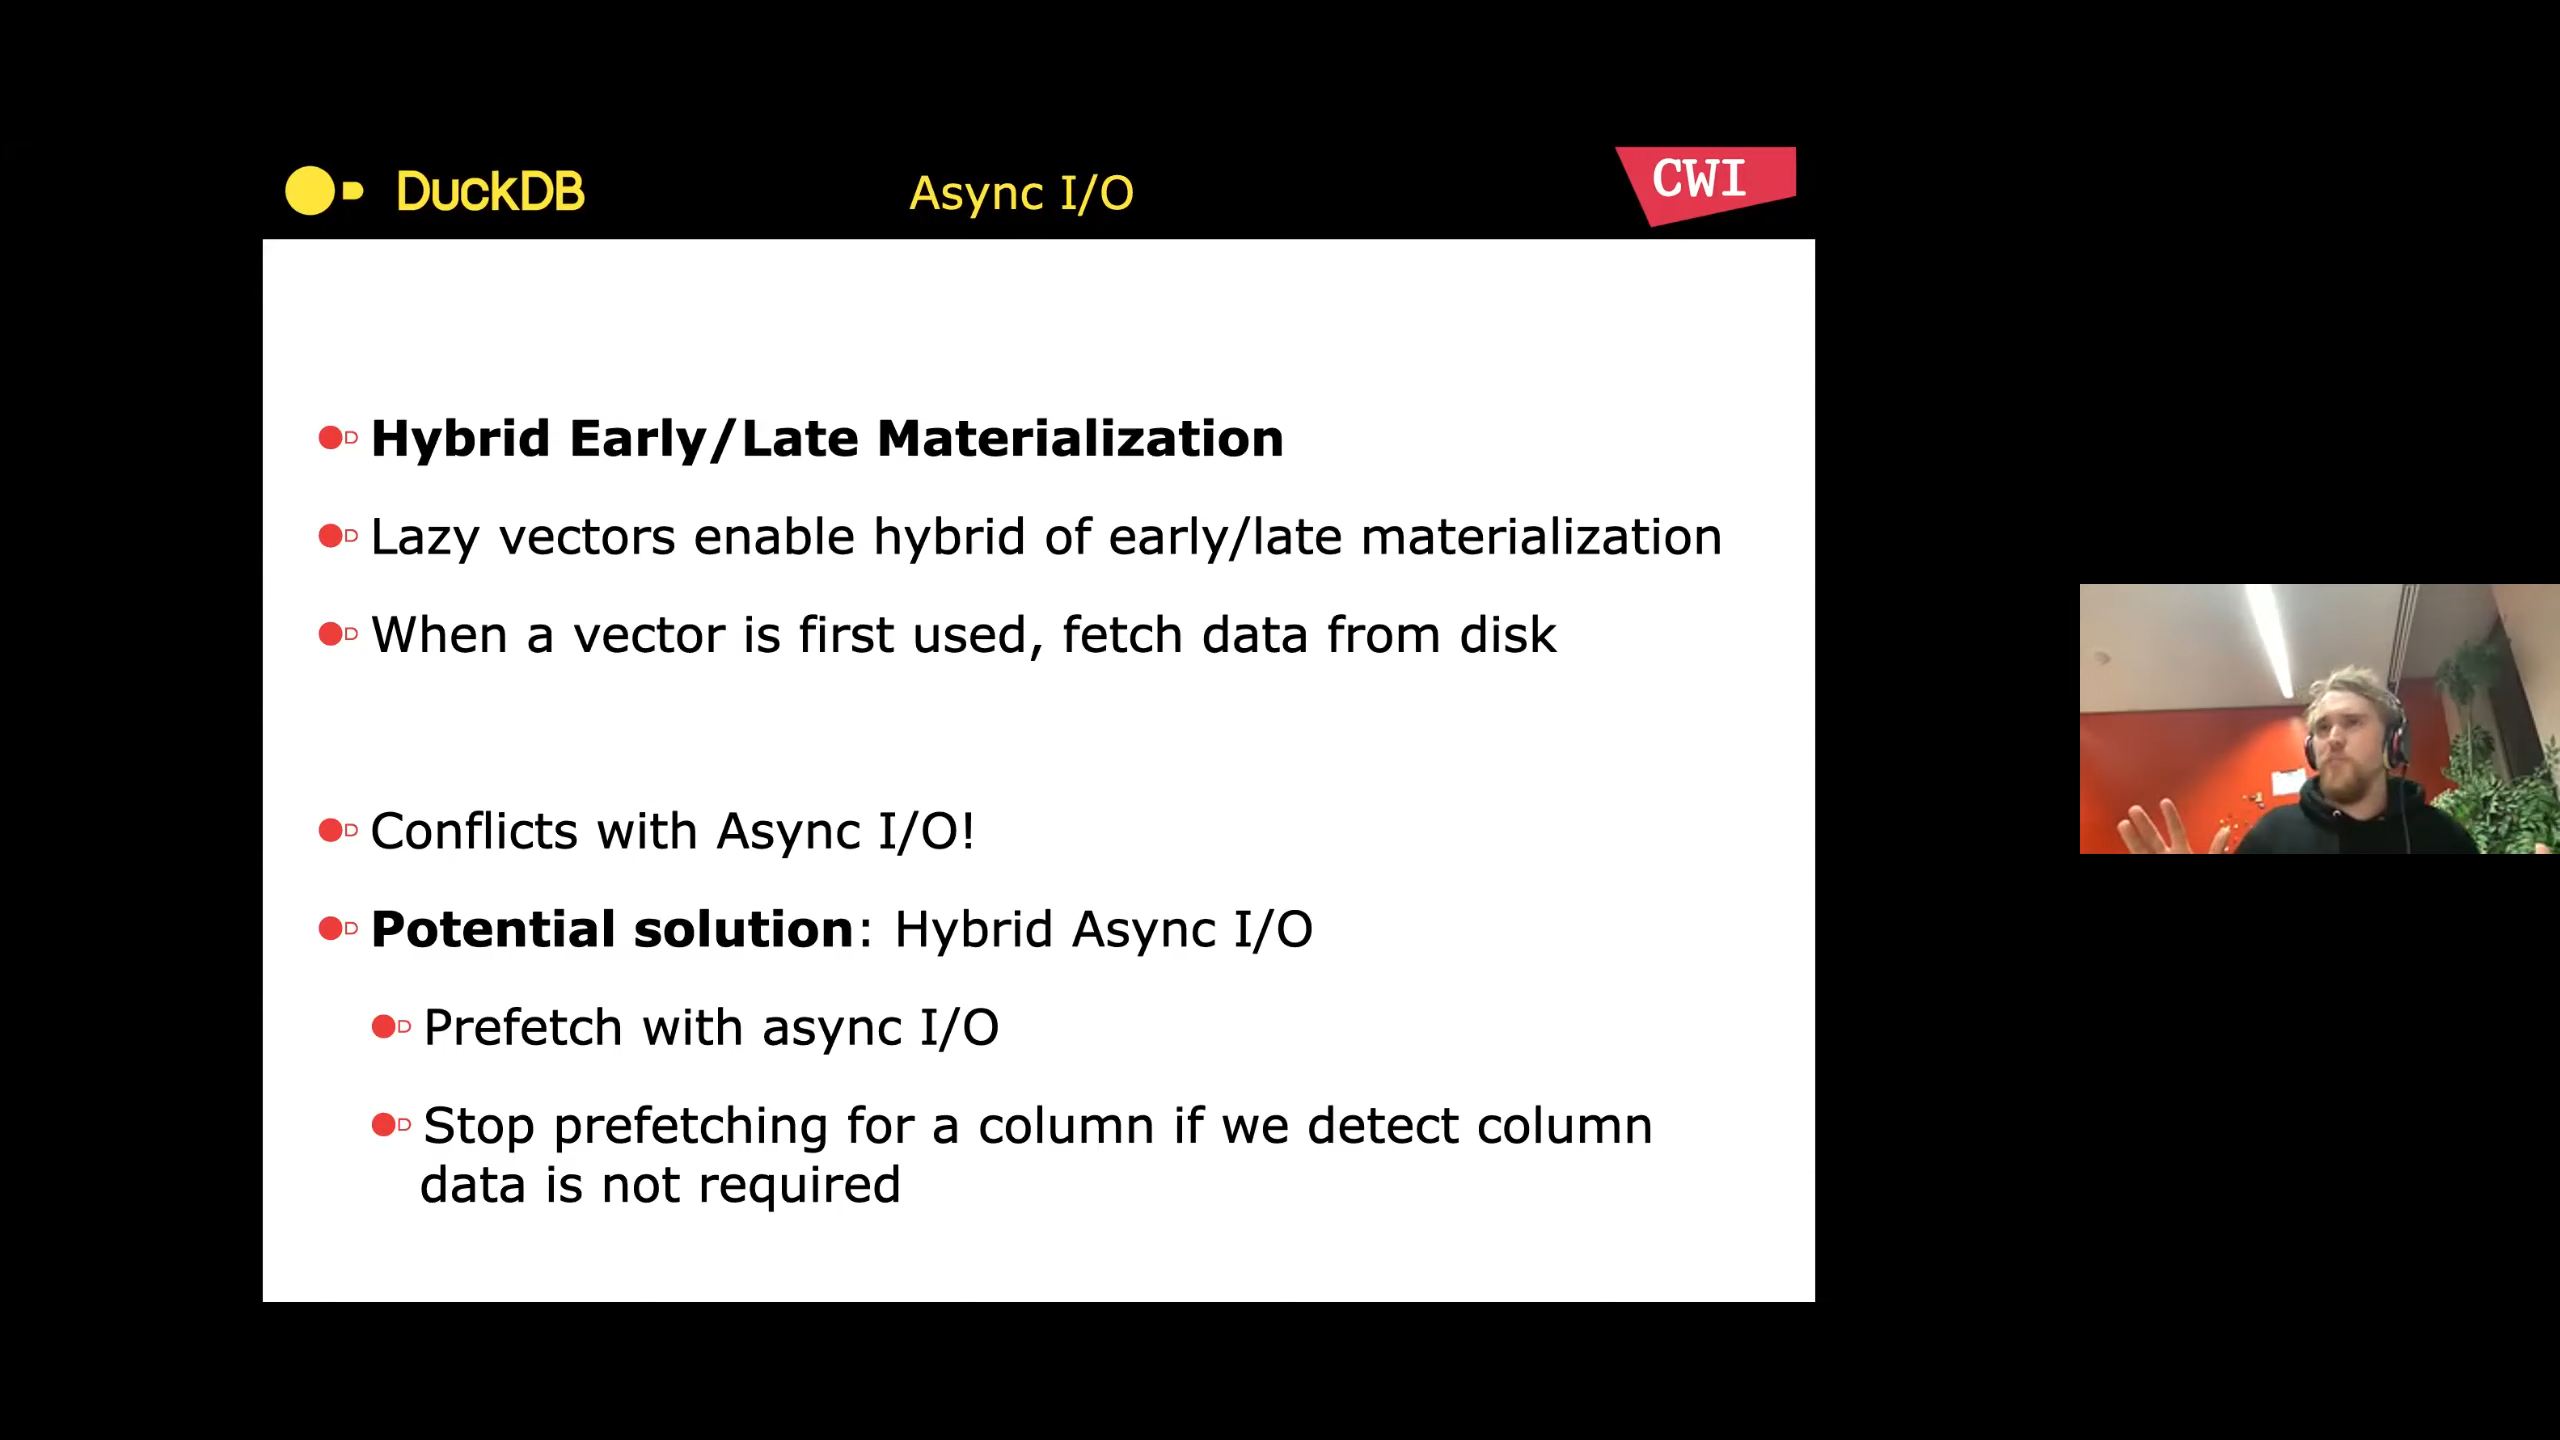 DuckDB
Async I/O
CWI
Hybrid Early/Late Materialization
Lazy vectors enable hybrid of early/late materialization
When a vector is first used, fetch data from disk
Conflicts with Async I/O!
Potential solution: Hybrid Async I/O
Prefetch with async I/O
Stop prefetching for a column if we detect column
data is not required